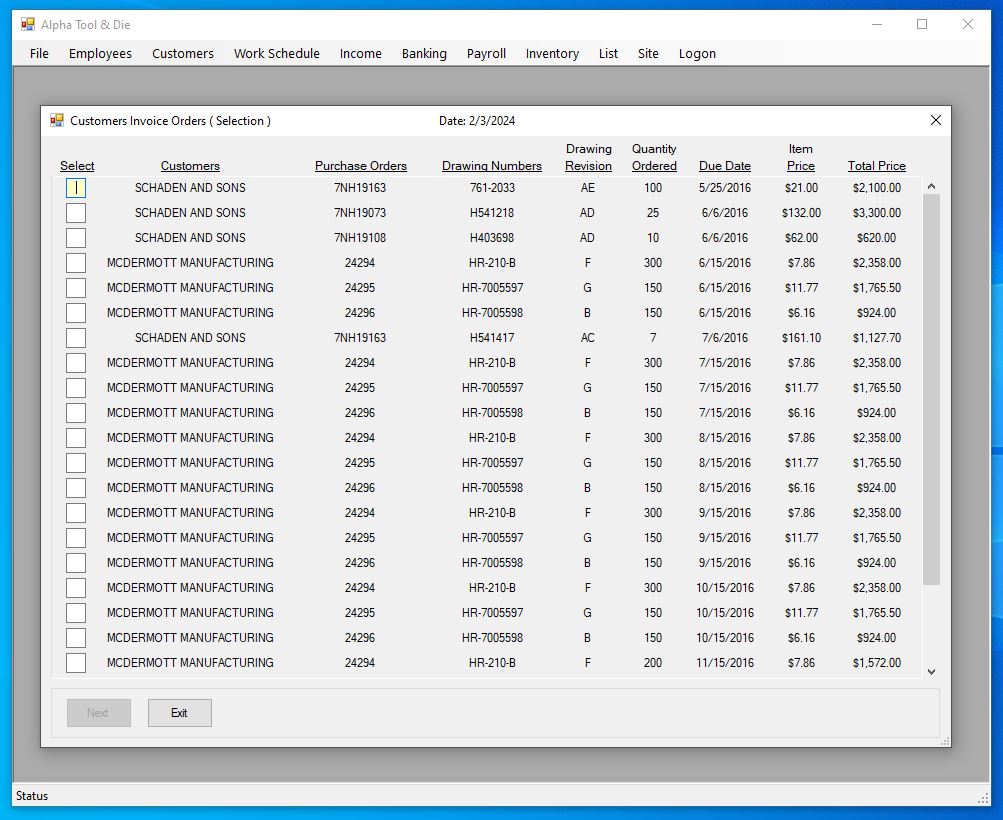 Alpha Tool & Die
File Employees Customers Work Schedule Income Banking Payroll Inventory List Site Logon
Customers Invoice Orders ( Selection ) Date: 2/3/2024
Select Customers Purchase Orders Drawing Numbers Drawing Revision Quantity Ordered Due Date Item Price Total Price
SCHADEN AND SONS 7NH19163 761-2033 AE 100 5/25/2016 $21.00 $2,100.00
SCHADEN AND SONS 7NH19073 H541218 AD 25 6/6/2016 $132.00 $3,300.00
SCHADEN AND SONS 7NH19108 H403698 AD 10 6/6/2016 $62.00 $620.00
MCDERMOTT MANUFACTURING 24294 HR-210-B F 300 6/15/2016 $7.86 $2,358.00
MCDERMOTT MANUFACTURING 24295 HR-7005597 G 150 6/15/2016 $11.77 $1,765.50
MCDERMOTT MANUFACTURING 24296 HR-7005598 B 150 6/15/2016 $6.16 $924.00
SCHADEN AND SONS 7NH19163 H541417 AC 7 7/6/2016 $161.10 $1,127.70
MCDERMOTT MANUFACTURING 24294 HR-210-B F 300 7/15/2016 $7.86 $2,358.00
MCDERMOTT MANUFACTURING 24295 HR-7005597 G 150 7/15/2016 $11.77 $1,765.50
MCDERMOTT MANUFACTURING 24296 HR-7005598 B 150 7/15/2016 $6.16 $924.00
MCDERMOTT MANUFACTURING 24294 HR-210-B F 300 8/15/2016 $7.86 $2,358.00
MCDERMOTT MANUFACTURING 24295 HR-7005597 G 150 8/15/2016 $11.77 $1,765.50
MCDERMOTT MANUFACTURING 24296 HR-7005598 B 150 8/15/2016 $6.16 $924.00
MCDERMOTT MANUFACTURING 24294 HR-210-B F 300 9/15/2016 $7.86 $2,358.00
MCDERMOTT MANUFACTURING 24295 HR-7005597 G 150 9/15/2016 $11.77 $1,765.50
MCDERMOTT MANUFACTURING 24296 HR-7005598 B 150 9/15/2016 $6.16 $924.00
MCDERMOTT MANUFACTURING 24294 HR-210-B F 300 10/15/2016 $7.86 $2,358.00
MCDERMOTT MANUFACTURING 24295 HR-7005597 G 150 10/15/2016 $11.77 $1,765.50
MCDERMOTT MANUFACTURING 24296 HR-7005598 B 150 10/15/2016 $6.16 $924.00
MCDERMOTT MANUFACTURING 24294 HR-210-B F 200 11/15/2016 $7.86 $1,572.00
Next Exit
Status